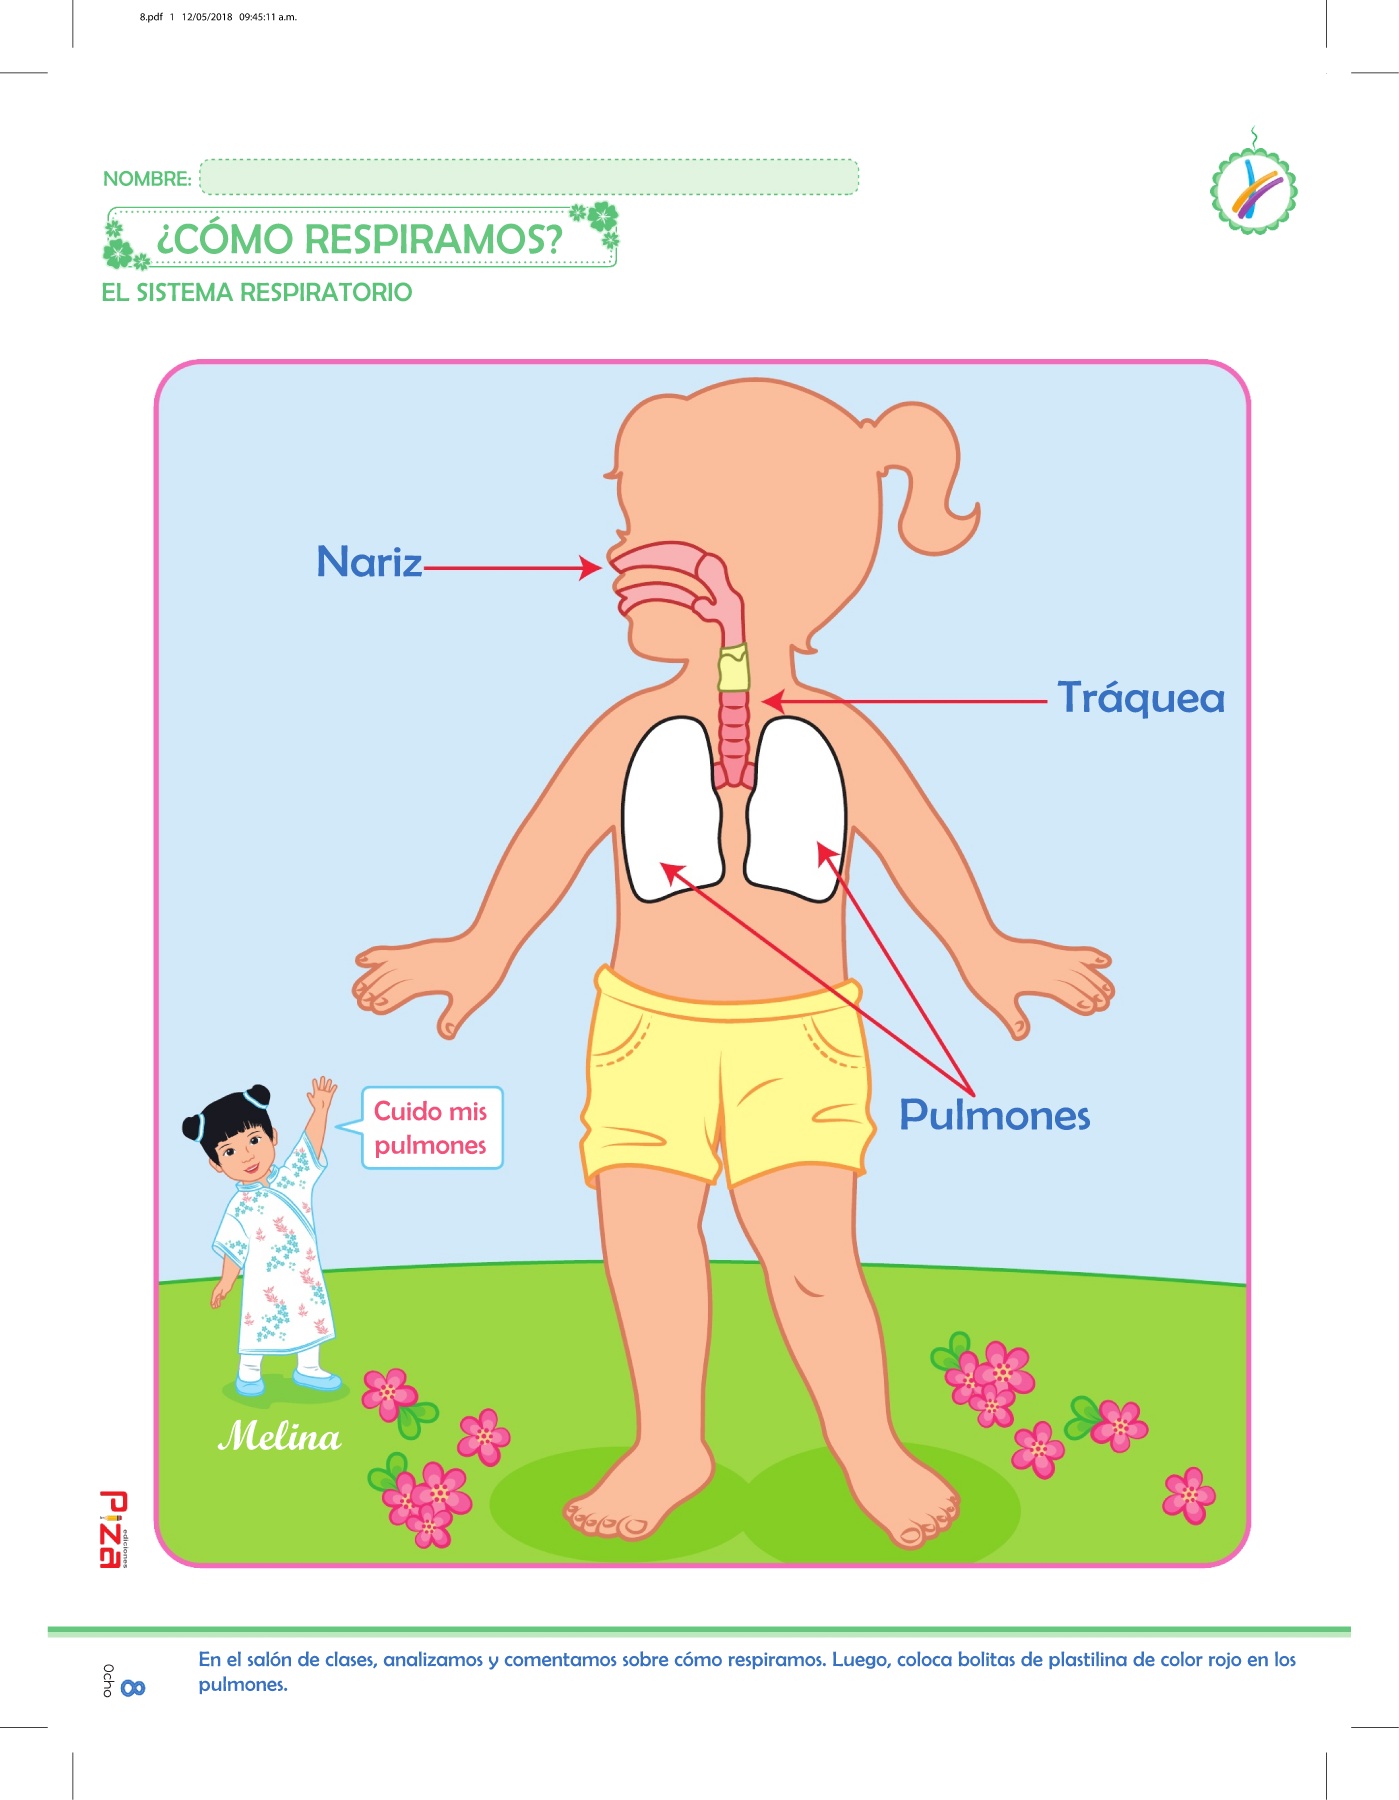 8.pdf 1 12/05/2018 09:45:11 a.m.
NOMBRE:
¿CÓMO RESPIRAMOS?
EL SISTEMA RESPIRATORIO
Nariz
Tráquea
Pulmones
Cuido mis
pulmones
Melina
Piza
ediciones
En el salón de clases, analizamos y comentamos sobre cómo respiramos. Luego, coloca bolitas de plastilina de color rojo en los
pulmones.
8
Ocho